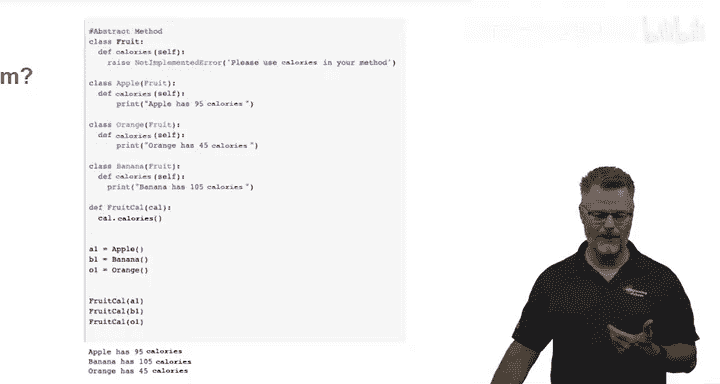 m?
#Abstract Method
class Fruit:
  def calories(self):
    raise NotImplementedError('Please use calories in your method')
class Apple(Fruit):
  def calories(self):
      print("Apple has 95 calories ")
class Orange(Fruit):
  def calories(self):
      print("Orange has 45 calories ")
class Banana(Fruit):
  def calories(self):
    print("Banana has 105 calories ")
def FruitCal(cal):
  cal.calories()
a1 = Apple()
b1 = Banana()
o1 = Orange()
FruitCal(a1)
FruitCal(b1)
FruitCal(o1)
Apple has 95 calories
Banana has 105 calories
Orange has 45 calories